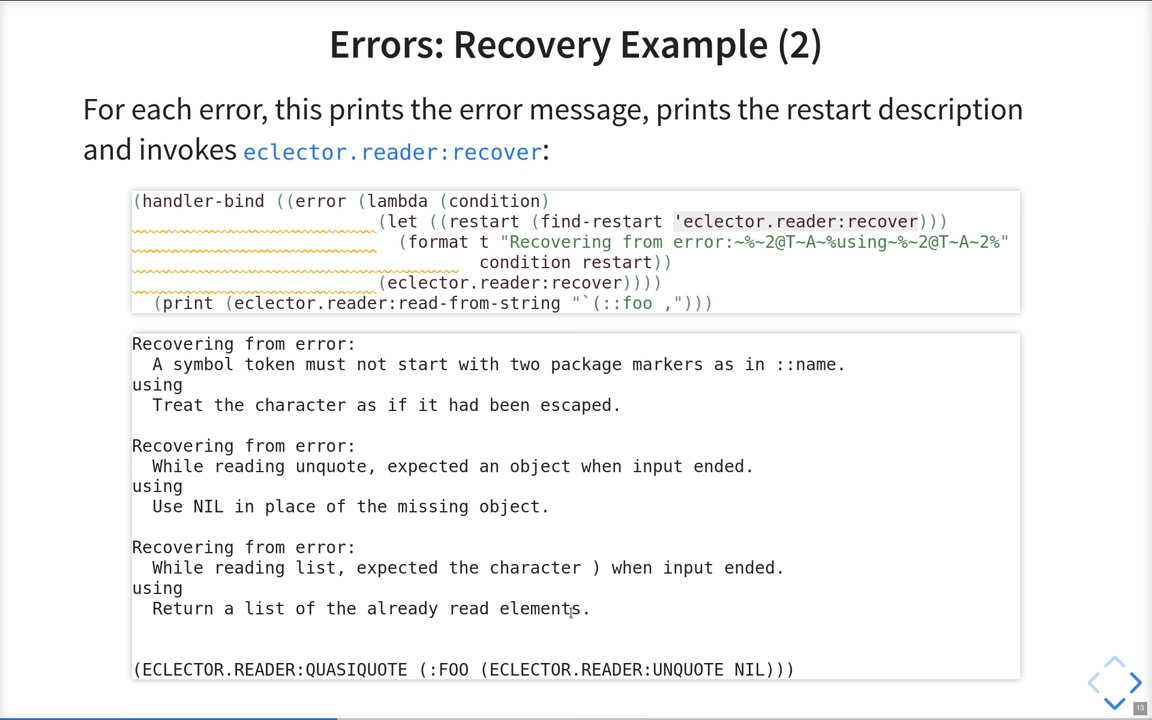 Errors: Recovery Example (2)
For each error, this prints the error message, prints the restart description
and invokes eclector.reader:recover:
(handler-bind ((error (lambda (condition)
                        (let ((restart (find-restart 'eclector.reader:recover)))
                          (format t "Recovering from error:~%~2@T~A~%using~%~2@T~A~2%"
                                  condition restart))
                        (eclector.reader:recover))))
  (print (eclector.reader:read-from-string "`(::foo ,")))
Recovering from error:
  A symbol token must not start with two package markers as in ::name.
using
  Treat the character as if it had been escaped.
Recovering from error:
  While reading unquote, expected an object when input ended.
using
  Use NIL in place of the missing object.
Recovering from error:
  While reading list, expected the character ) when input ended.
using
  Return a list of the already read elements.
(ECLECTOR.READER:QUASIQUOTE (:FOO (ECLECTOR.READER:UNQUOTE NIL)))
13